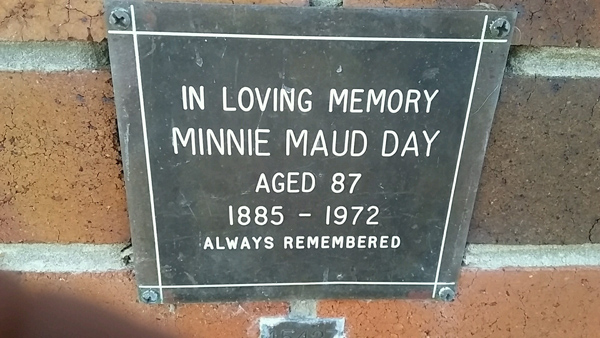 IN LOVING MEMORY
MINNIE MAUD DAY
AGED 87
1885 - 1972
ALWAYS REMEMBERED